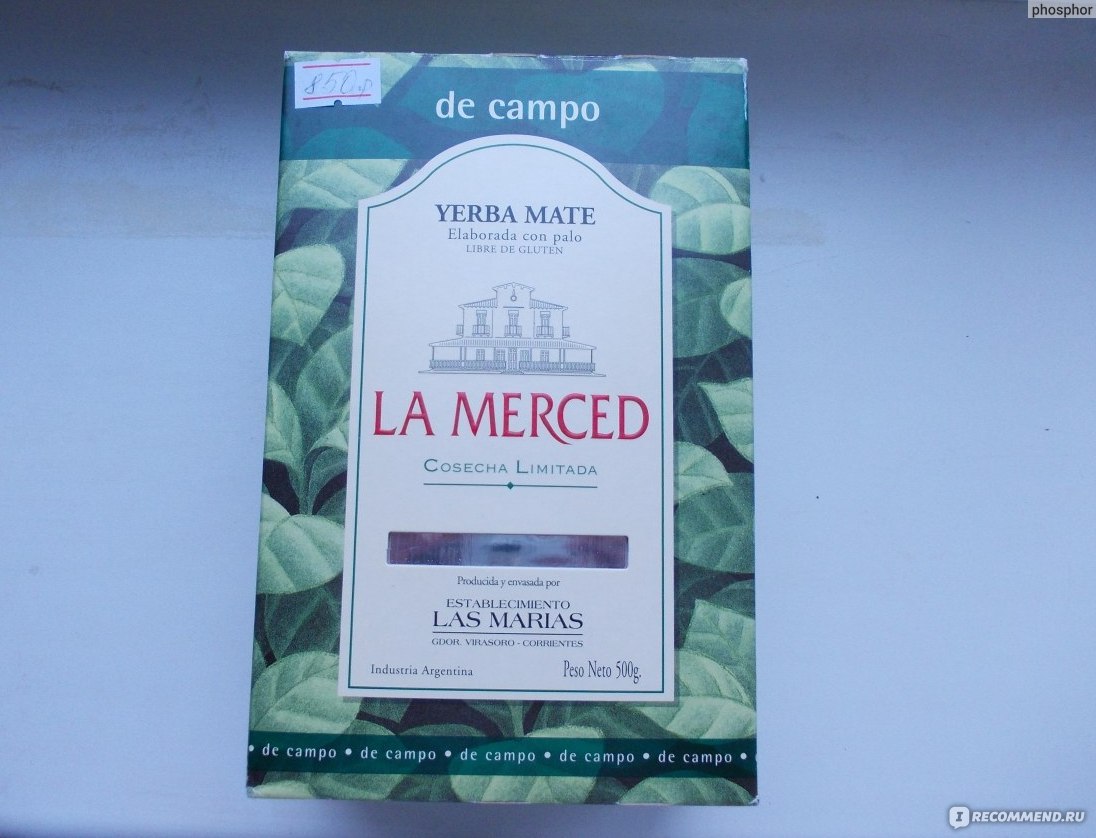 phosphor
850р
de campo
YERBA MATE
Elaborada con palo
LIBRE DE GLUTEN
LA MERCED
COSECHA LIMITADA
Producida y envasada por
ESTABLECIMIENTO
LAS MARIAS
GDOR. VIRASORO - CORRIENTES
Industria Argentina
Peso Neto 500g.
• de campo • de campo • de campo • de campo • de campo •
IRECOMMEND.RU